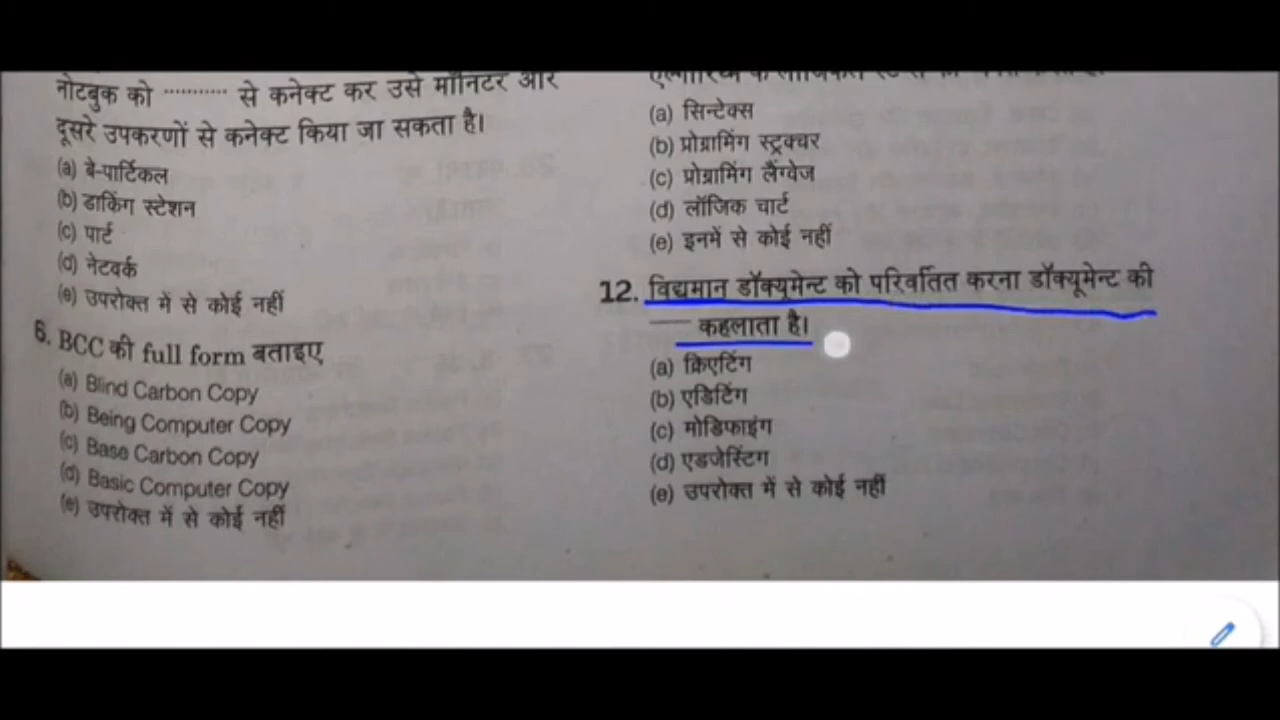 नोटबुक को ........... से कनेक्ट कर उसे मॉनिटर और
दूसरे उपकरणों से कनेक्ट किया जा सकता है।
(a) बे-पार्टिकल
(b) डाकिंग स्टेशन
(c) पार्ट
(d) नेटवर्क
(e) उपरोक्त में से कोई नहीं
6. BCC की full form बताइए
(a) Blind Carbon Copy
(b) Being Computer Copy
(c) Base Carbon Copy
(d) Basic Computer Copy
(e) उपरोक्त में से कोई नहीं
(a) सिन्टेक्स
(b) प्रोग्रामिंग स्ट्रक्चर
(c) प्रोग्रामिंग लैंग्वेज
(d) लॉजिक चार्ट
(e) इनमें से कोई नहीं
12. विद्यमान डॉक्यूमेन्ट को परिवर्तित करना डॉक्यूमेन्ट की
—— कहलाता है।
(a) क्रिएटिंग
(b) एडिटिंग
(c) मोडिफाइंग
(d) एडजेस्टिंग
(e) उपरोक्त में से कोई नहीं